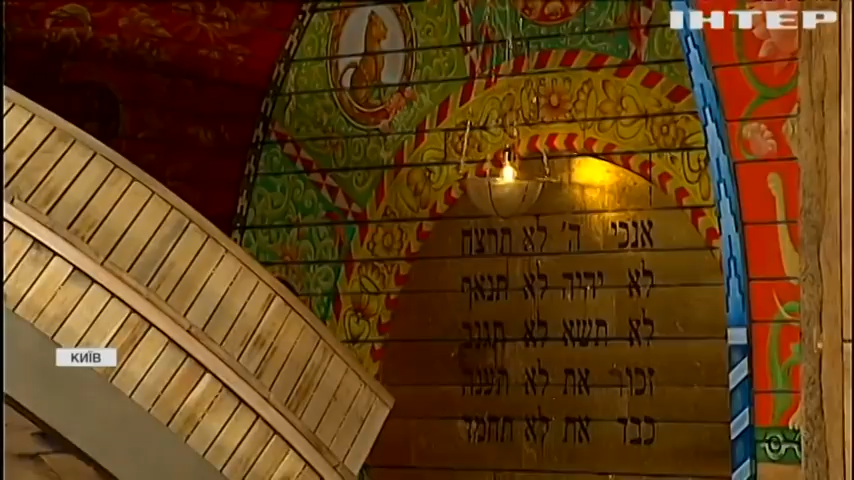 ІНТЕР
КИЇВ
אנכי ה' לא תרצח
לא יהיה לא תנאף
לא תשא לא תגנב
זכור את לא תענה
כבד את לא תחמד